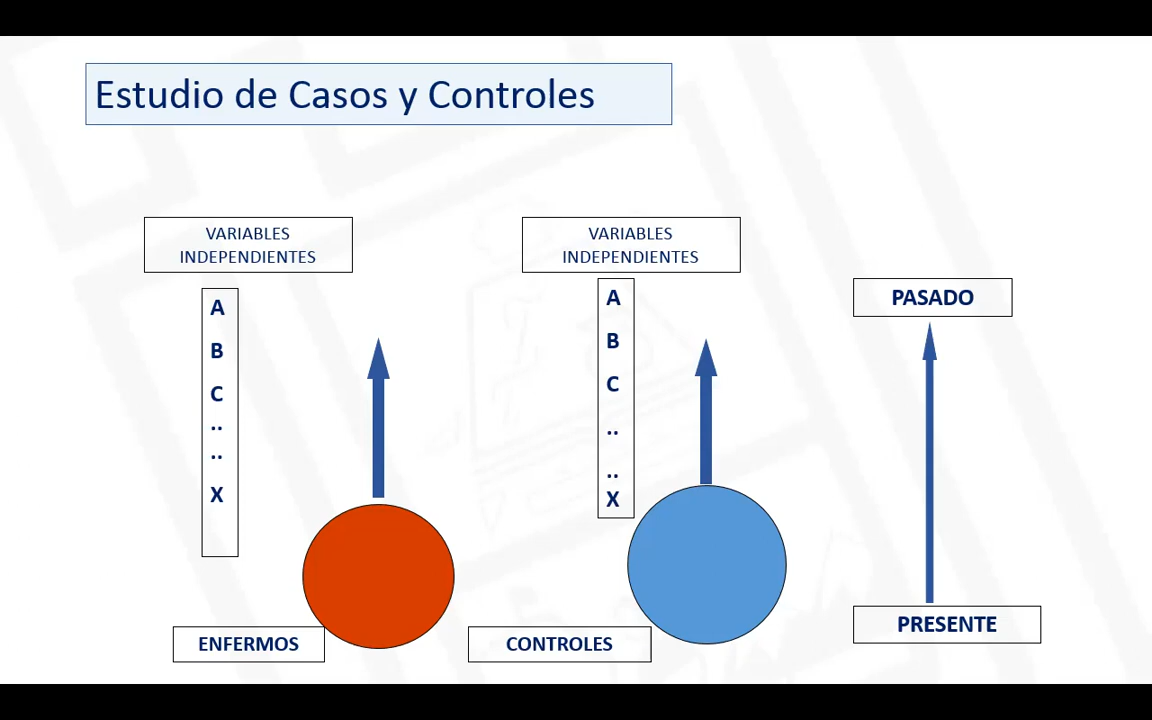 Estudio de Casos y Controles
VARIABLES
INDEPENDIENTES
A
B
C
..
..
X
ENFERMOS
VARIABLES
INDEPENDIENTES
A
B
C
..
..
X
CONTROLES
PASADO
PRESENTE